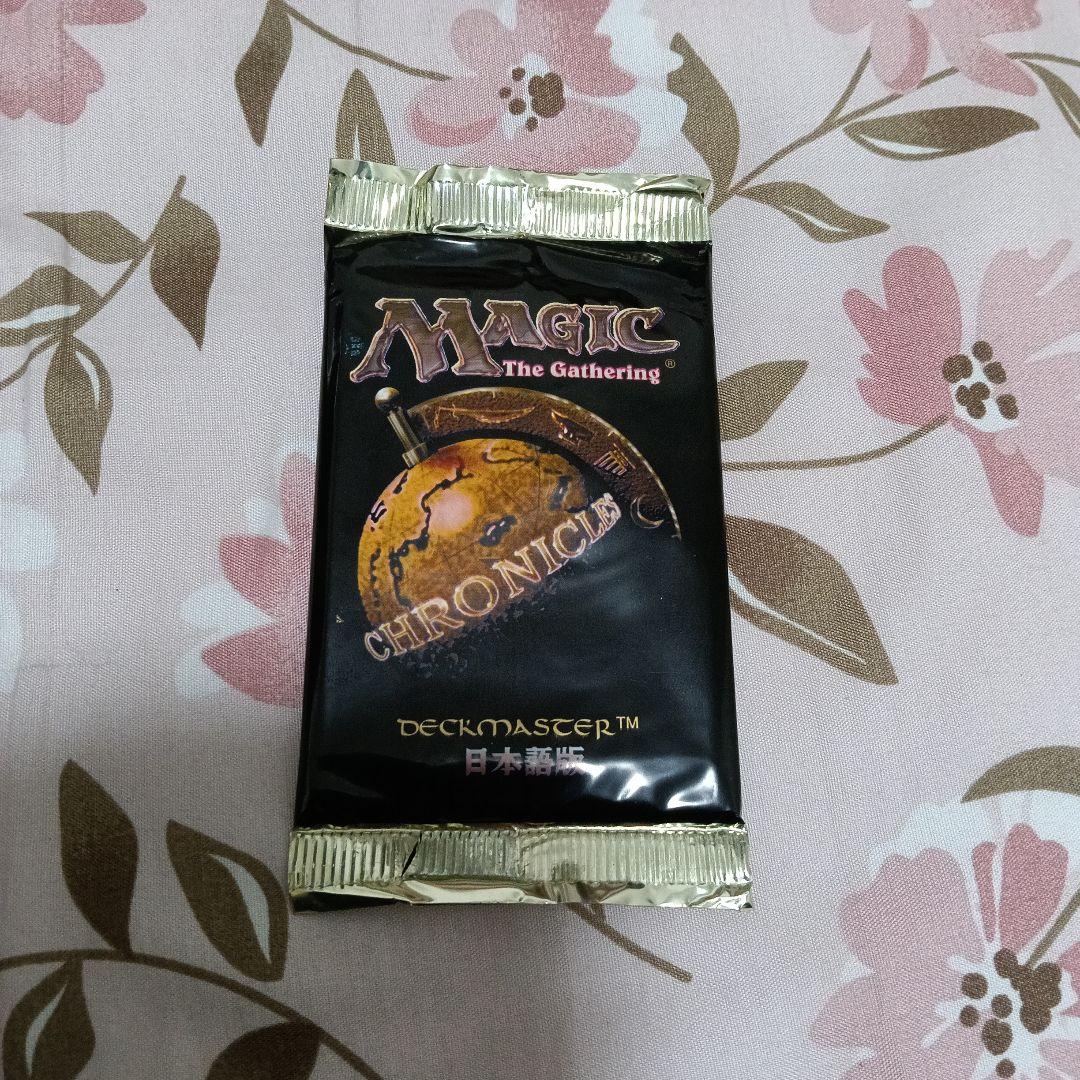 MAGIC
The Gathering®
CHRONICLES
DECKMASTER™
日本語版